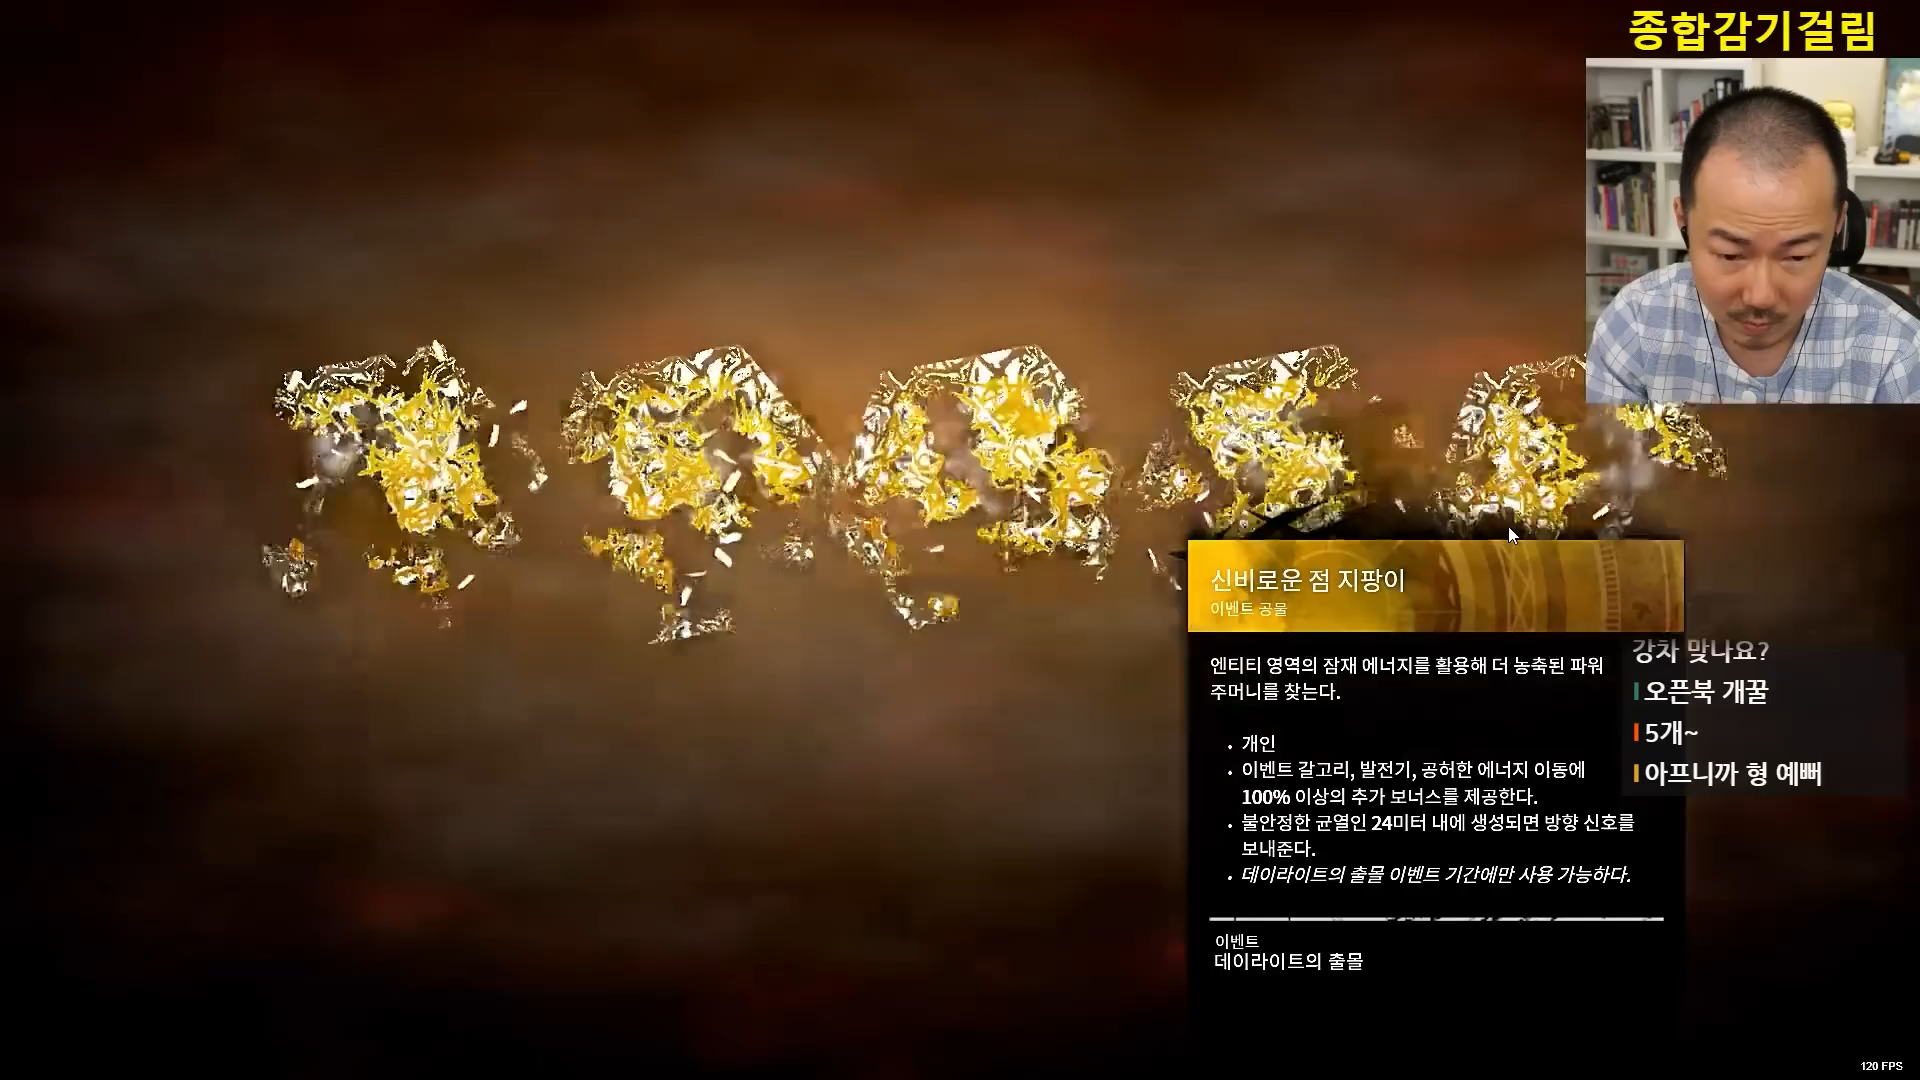 종합감기걸림
신비로운 점 지팡이
이벤트 공물
엔티티 영역의 잠재 에너지를 활용해 더 농축된 파워
주머니를 찾는다.
• 개인
• 이벤트 갈고리, 발전기, 공허한 에너지 이동에
100% 이상의 추가 보너스를 제공한다.
• 불안정한 균열인 24미터 내에 생성되면 방향 신호를
보내준다.
• 데이라이트의 출몰 이벤트 기간에만 사용 가능하다.
이벤트
데이라이트의 출몰
강차 맞나요?
오픈북 개꿀
5개~
아프니까 형 예뻐
120 FPS